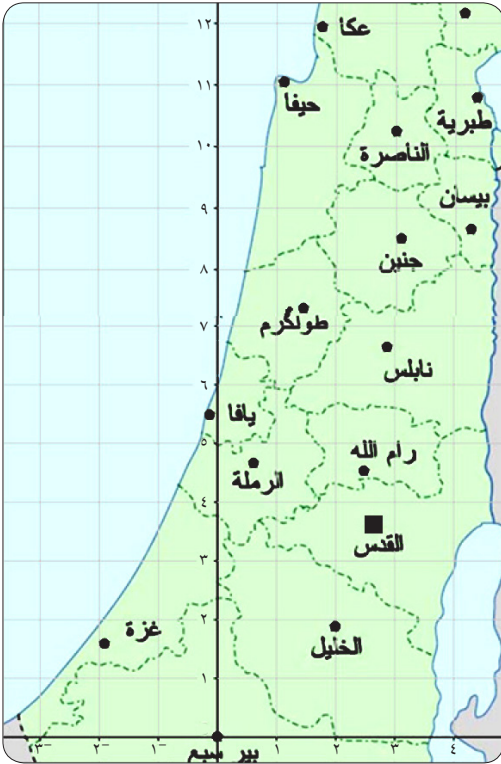 ١٢
عكا
١١
حيفا
طبرية
١٠
الناصرة
٩
بيسان
جنين
٨
طولكرم
٧
نابلس
٦
يافا
٥
رام الله
الرملة
٤
القدس
٣
٢
غزة
الخليل
١
٣− ٢− ١− ١ ٢ ٣ ٤
بير سبع